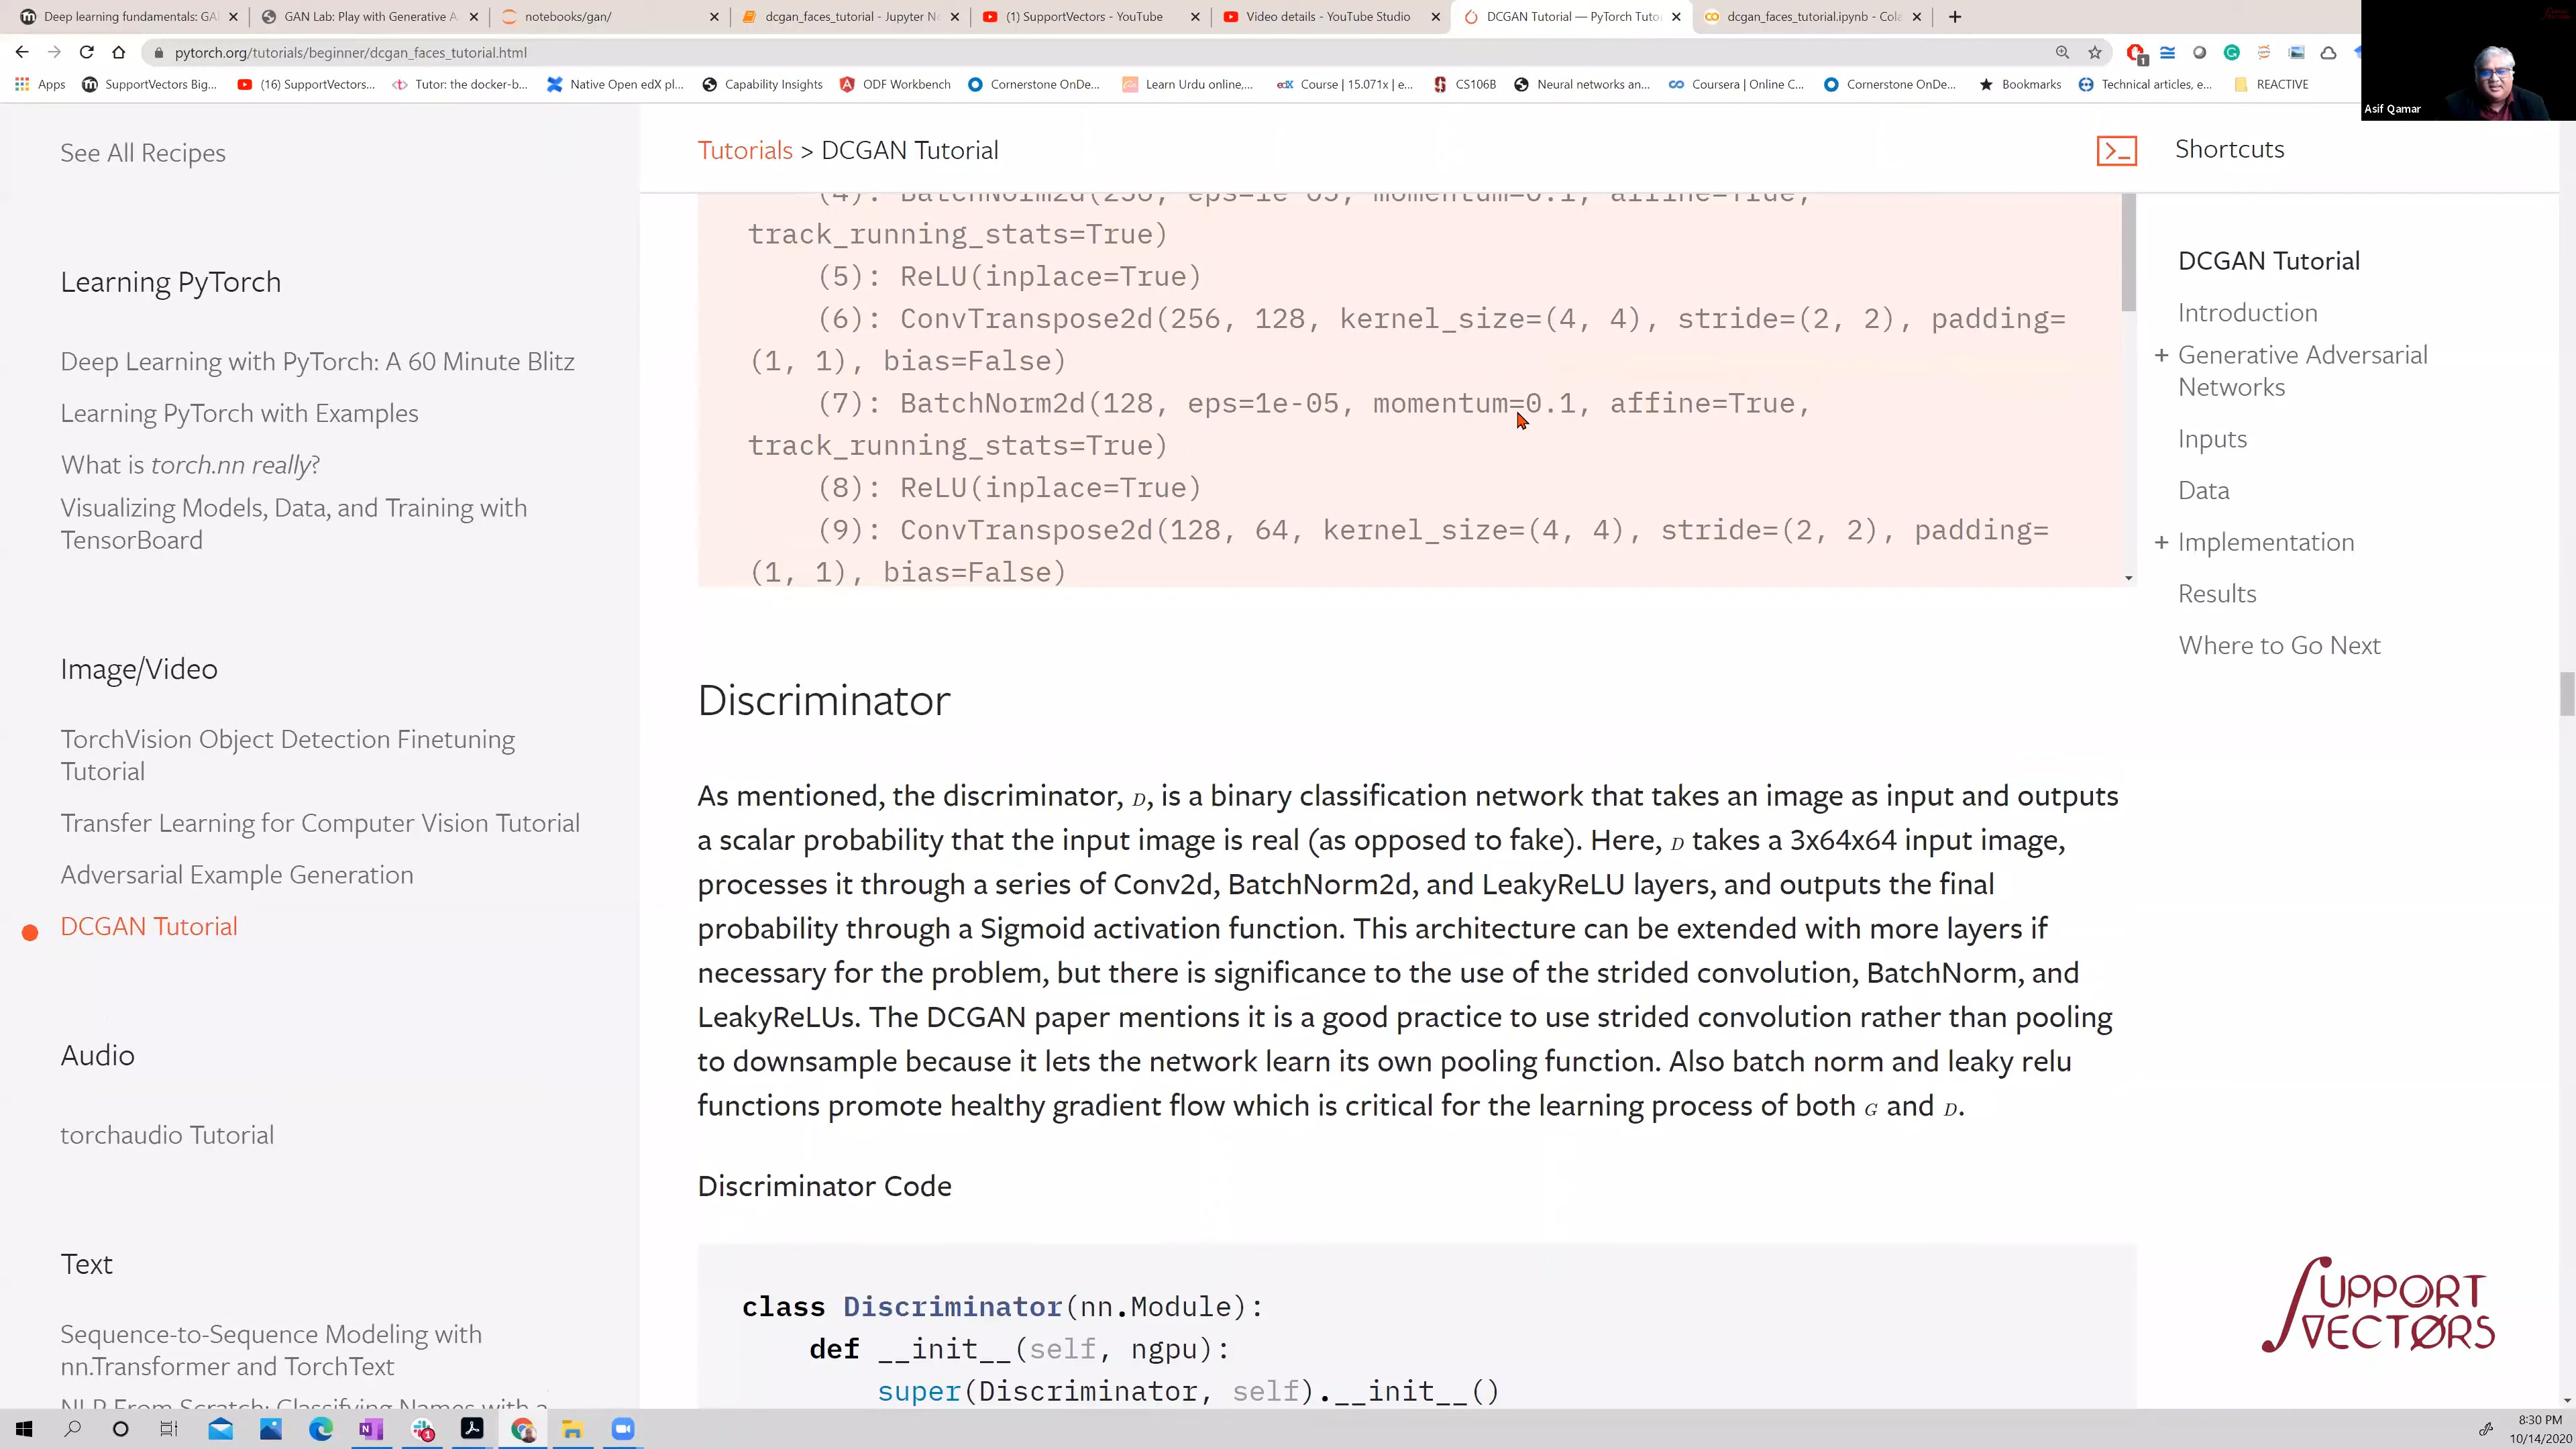 Deep learning fundamentals: GA
GAN Lab: Play with Generative A
notebooks/gan/
dcgan_faces_tutorial - Jupyter N
(1) SupportVectors - YouTube
Video details - YouTube Studio
DCGAN Tutorial — PyTorch Tuto
dcgan_faces_tutorial.ipynb - Cola
pytorch.org/tutorials/beginner/dcgan_faces_tutorial.html
Apps
SupportVectors Big...
(16) SupportVectors...
Tutor: the docker-b...
Native Open edX pl...
Capability Insights
ODF Workbench
Cornerstone OnDe...
Learn Urdu online,...
Course | 15.071x | e...
CS106B
Neural networks an...
Coursera | Online C...
Cornerstone OnDe...
Bookmarks
Technical articles, e...
REACTIVE
Asif Qamar
See All Recipes
Learning PyTorch
Deep Learning with PyTorch: A 60 Minute Blitz
Learning PyTorch with Examples
What is torch.nn really?
Visualizing Models, Data, and Training with
TensorBoard
Image/Video
TorchVision Object Detection Finetuning
Tutorial
Transfer Learning for Computer Vision Tutorial
Adversarial Example Generation
DCGAN Tutorial
Audio
torchaudio Tutorial
Text
Sequence-to-Sequence Modeling with
nn.Transformer and TorchText
NLP From Scratch: Classifying Names with a
Tutorials > DCGAN Tutorial
Shortcuts
(4): BatchNorm2d(256, eps=1e-05, momentum=0.1, affine=True,
track_running_stats=True)
(5): ReLU(inplace=True)
(6): ConvTranspose2d(256, 128, kernel_size=(4, 4), stride=(2, 2), padding=
(1, 1), bias=False)
(7): BatchNorm2d(128, eps=1e-05, momentum=0.1, affine=True,
track_running_stats=True)
(8): ReLU(inplace=True)
(9): ConvTranspose2d(128, 64, kernel_size=(4, 4), stride=(2, 2), padding=
(1, 1), bias=False)
Discriminator
As mentioned, the discriminator, D, is a binary classification network that takes an image as input and outputs
a scalar probability that the input image is real (as opposed to fake). Here, D takes a 3x64x64 input image,
processes it through a series of Conv2d, BatchNorm2d, and LeakyReLU layers, and outputs the final
probability through a Sigmoid activation function. This architecture can be extended with more layers if
necessary for the problem, but there is significance to the use of the strided convolution, BatchNorm, and
LeakyReLUs. The DCGAN paper mentions it is a good practice to use strided convolution rather than pooling
to downsample because it lets the network learn its own pooling function. Also batch norm and leaky relu
functions promote healthy gradient flow which is critical for the learning process of both G and D.
Discriminator Code
class Discriminator(nn.Module):
def __init__(self, ngpu):
super(Discriminator, self).__init__()
DCGAN Tutorial
Introduction
+ Generative Adversarial
Networks
Inputs
Data
+ Implementation
Results
Where to Go Next
SUPPORT
VECTORS
8:30 PM
10/14/2020